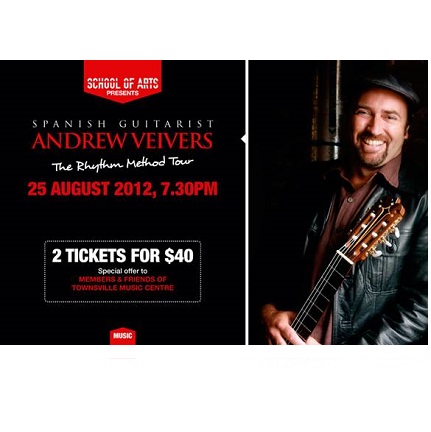 SCHOOL OF ARTS
PRESENTS
SPANISH GUITARIST
ANDREW VEIVERS
The Rhythm Method Tour
25 AUGUST 2012, 7.30PM
2 TICKETS FOR $40
Special offer to
MEMBERS & FRIENDS OF
TOWNSVILLE MUSIC CENTRE
MUSIC